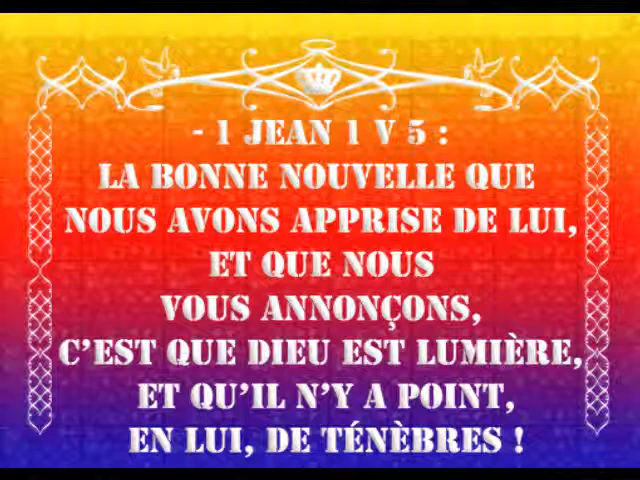 - 1 JEAN 1 V 5 :
LA BONNE NOUVELLE QUE
NOUS AVONS APPRISE DE LUI,
ET QUE NOUS
VOUS ANNONÇONS,
C'EST QUE DIEU EST LUMIÈRE,
ET QU'IL N'Y A POINT,
EN LUI, DE TÉNÈBRES !